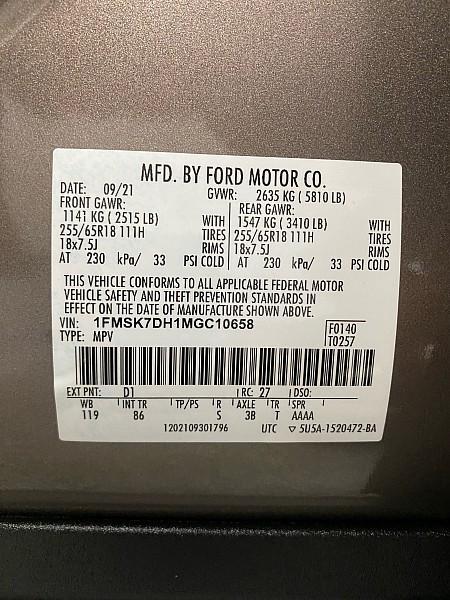 MFD. BY FORD MOTOR CO.
DATE: 09/21 GVWR: 2635 KG ( 5810 LB)
FRONT GAWR: REAR GAWR:
1141 KG ( 2515 LB) WITH 1547 KG ( 3410 LB) WITH
255/65R18 111H TIRES 255/65R18 111H TIRES
18x7.5J RIMS 18x7.5J RIMS
AT 230 kPa/ 33 PSI COLD AT 230 kPa/ 33 PSI COLD
THIS VEHICLE CONFORMS TO ALL APPLICABLE FEDERAL MOTOR
VEHICLE SAFETY AND THEFT PREVENTION STANDARDS IN
EFFECT ON THE DATE OF MANUFACTURE SHOWN ABOVE.
VIN: 1FMSK7DH1MGC10658 F0140
TYPE: MPV T0257
EXT PNT: D1 RC: 27 DSO:
WB INT TR TP/PS R AXLE TR SPR
119 86 S 3B T AAAA
1202109301796 UTC ▽ 5U5A-1520472-BA